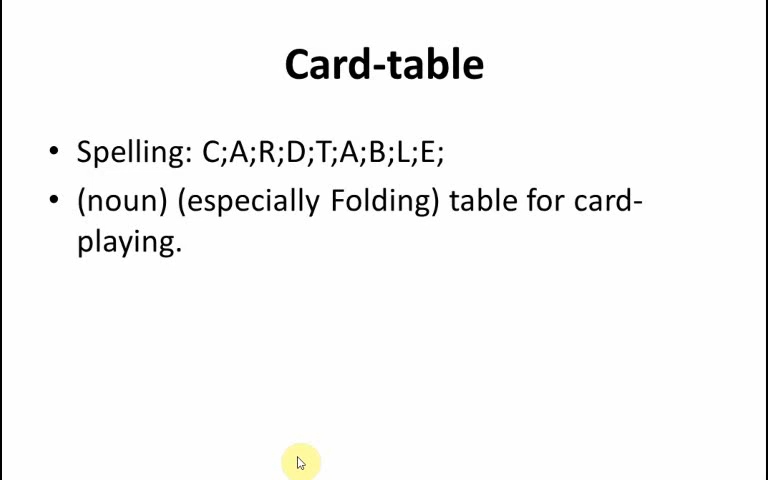 Card-table
• Spelling: C;A;R;D;T;A;B;L;E;
• (noun) (especially Folding) table for card-
playing.